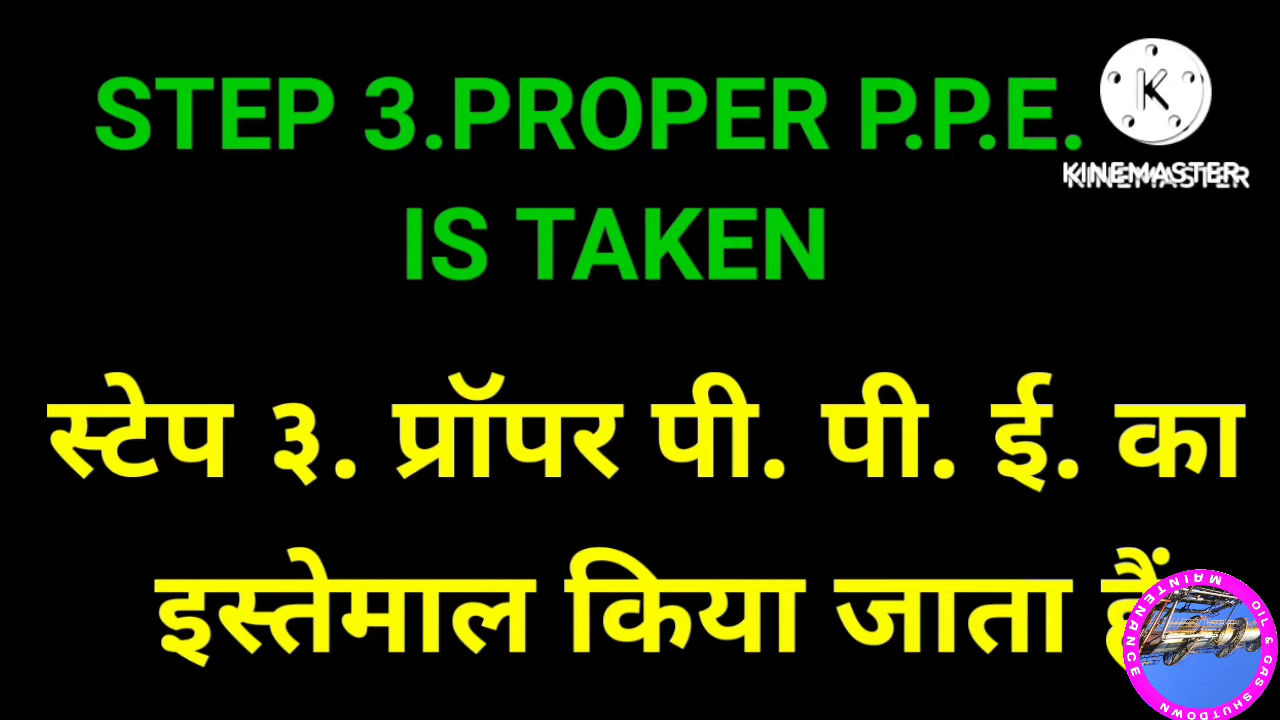 STEP 3.PROPER P.P.E.
IS TAKEN
KINEMASTER
स्टेप ३. प्रॉपर पी. पी. ई. का
इस्तेमाल किया जाता हैं
OIL & GAS SHUTDOWN MAINTENANCE